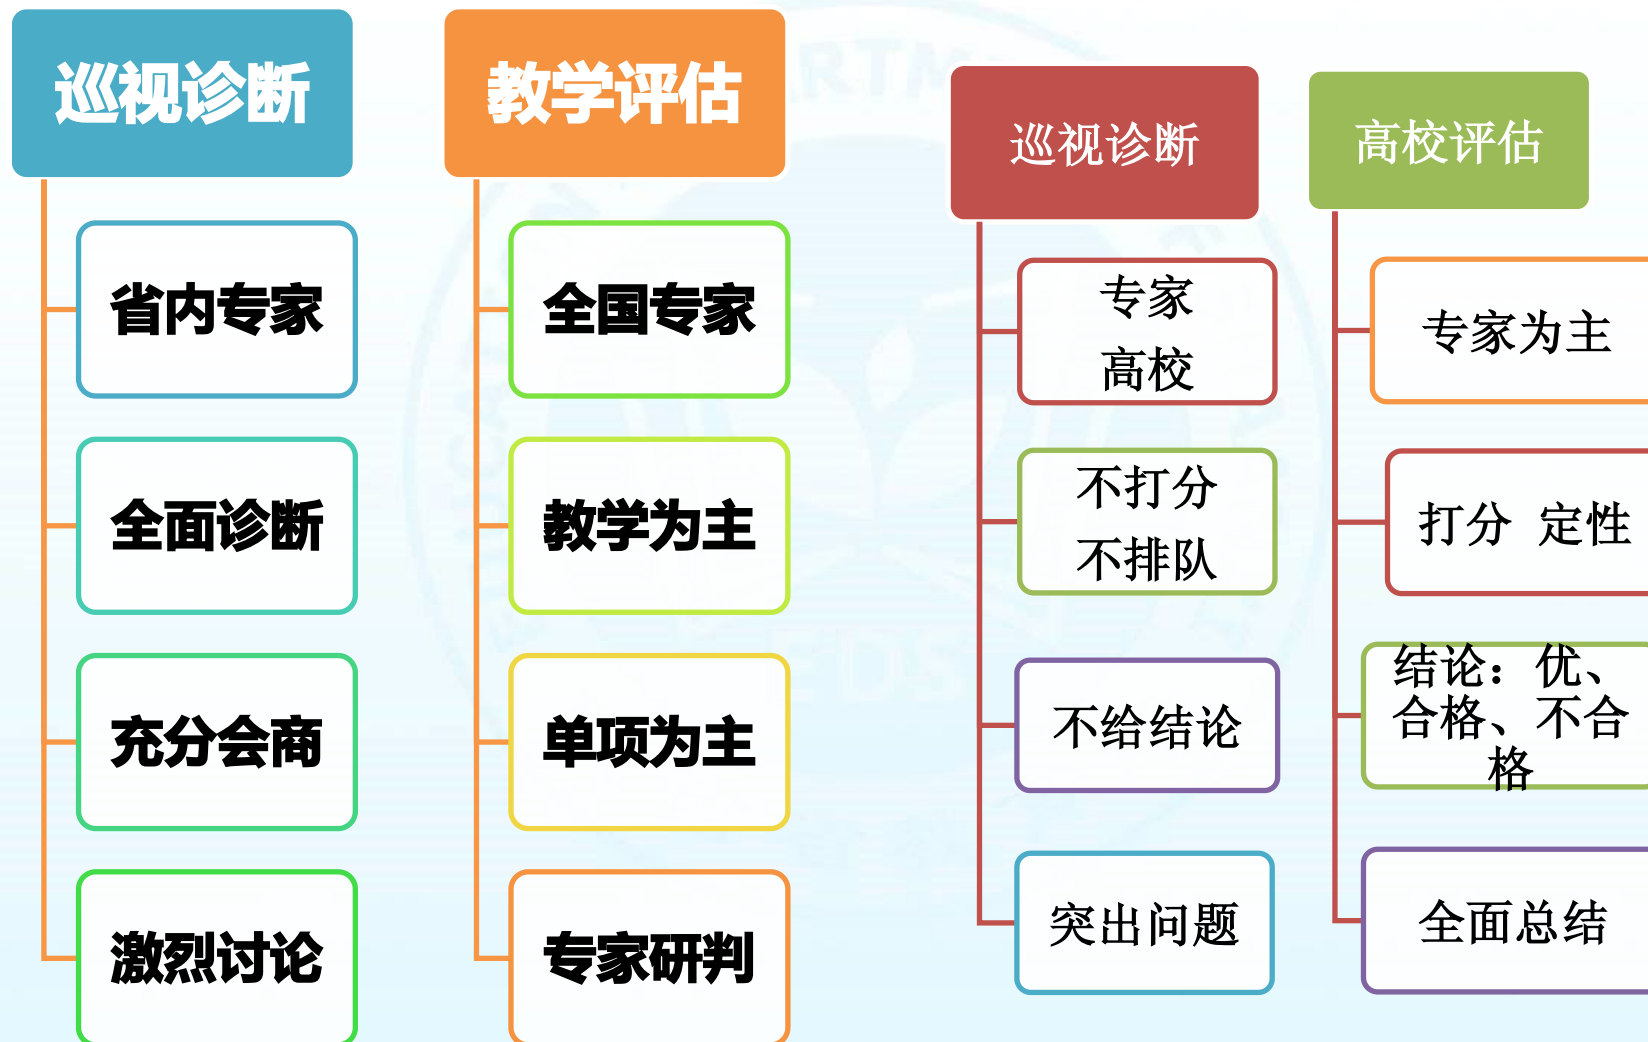 巡视诊断
省内专家
全面诊断
充分会商
激烈讨论
教学评估
全国专家
教学为主
单项为主
专家研判
巡视诊断
专家
高校
不打分
不排队
不给结论
突出问题
高校评估
专家为主
打分 定性
结论：优、
合格、不合
格
全面总结